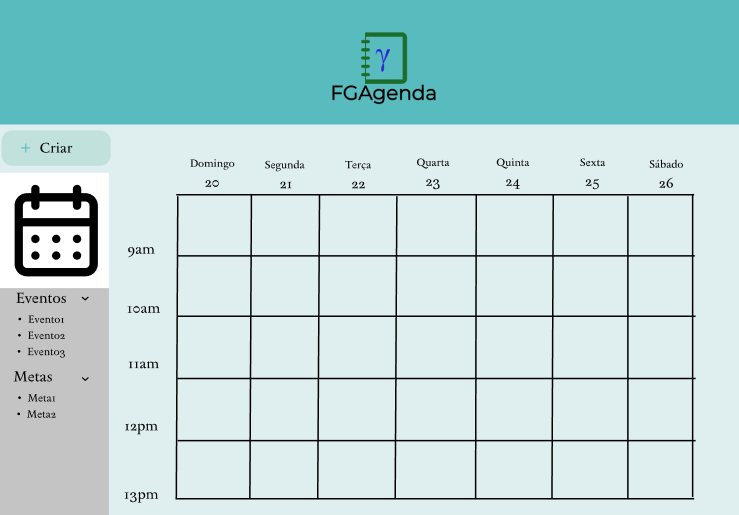 γ
FGAgenda
+ Criar
Domingo Segunda Terça Quarta Quinta Sexta Sábado
20 21 22 23 24 25 26
9am
10am
11am
12pm
13pm
Eventos
• Evento1
• Evento2
• Evento3
Metas
• Meta1
• Meta2